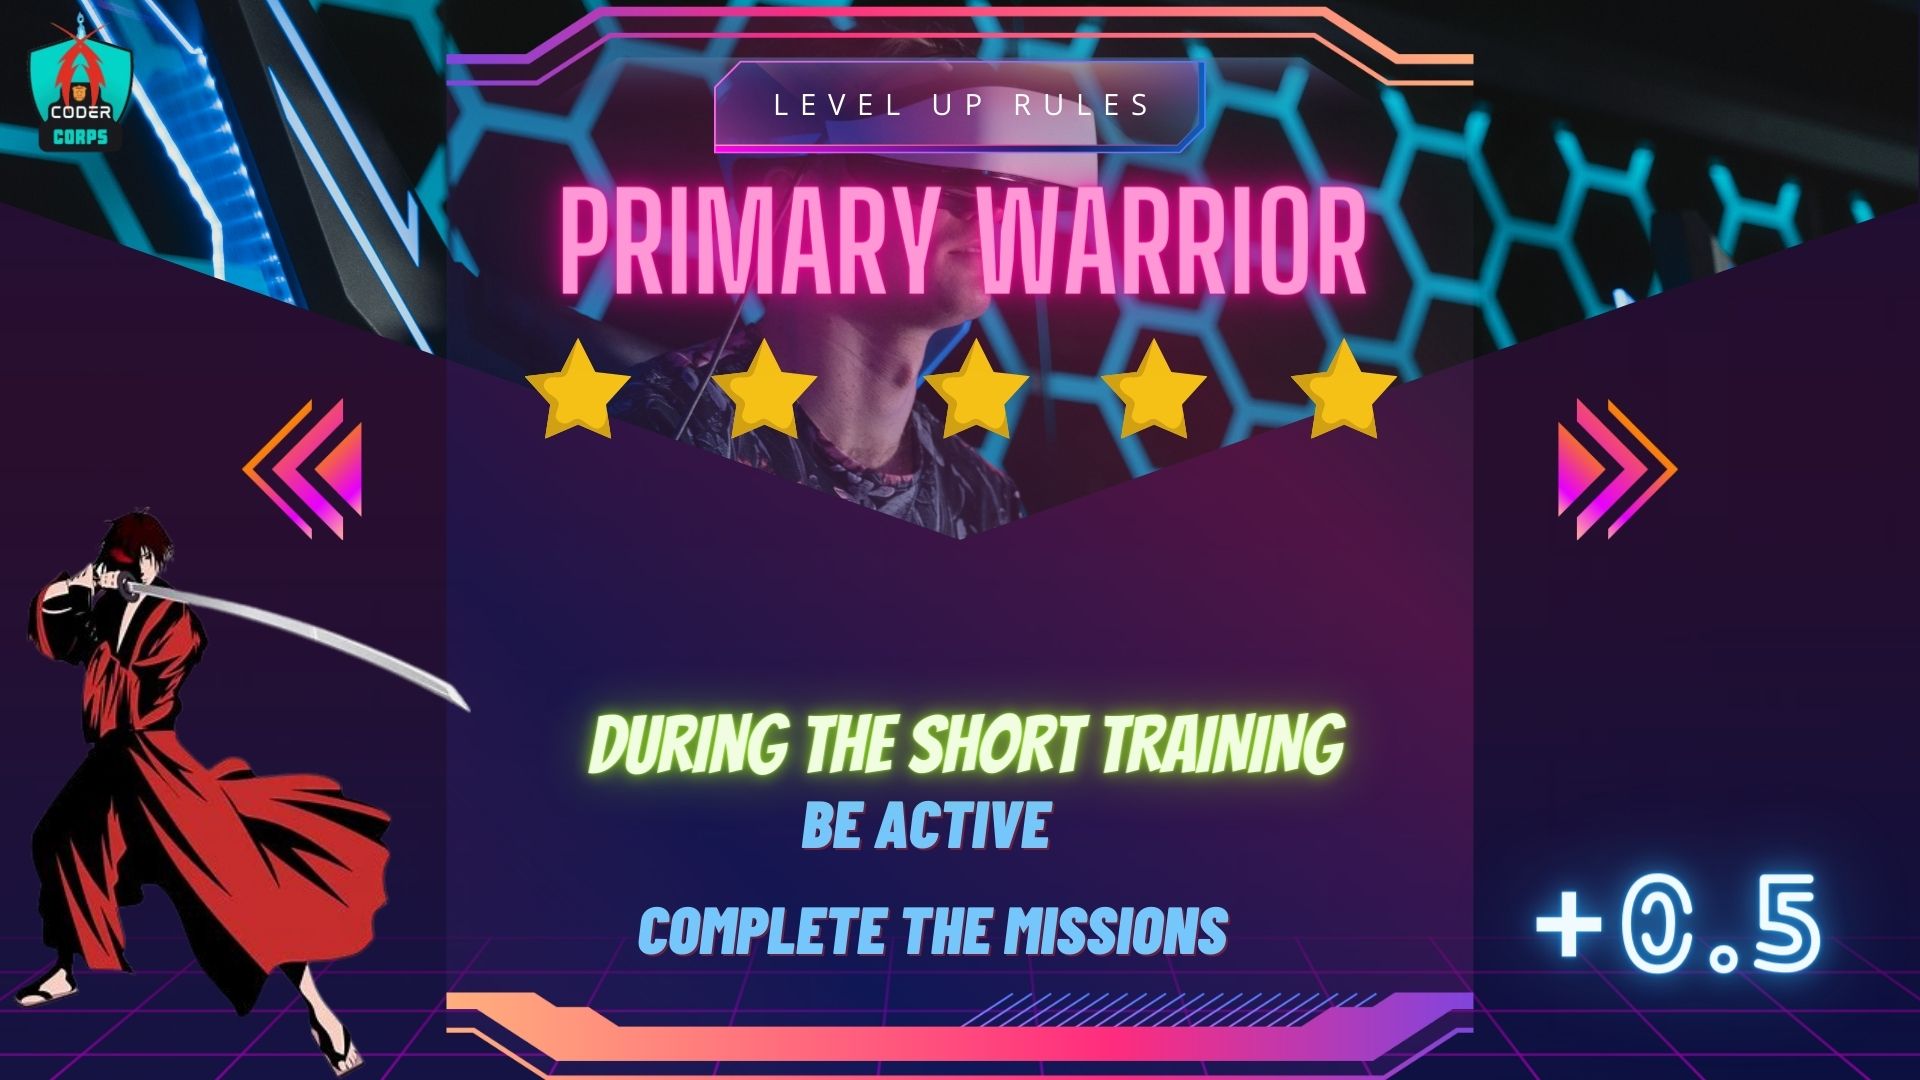 CODER
CORPS
LEVEL UP RULES
PRIMARY WARRIOR
DURING THE SHORT TRAINING
BE ACTIVE
COMPLETE THE MISSIONS
+0.5